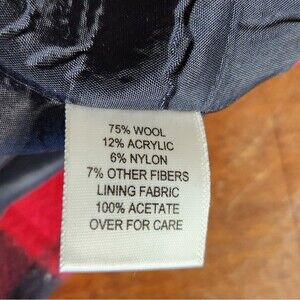 75% WOOL
12% ACRYLIC
6% NYLON
7% OTHER FIBERS
LINING FABRIC
100% ACETATE
OVER FOR CARE